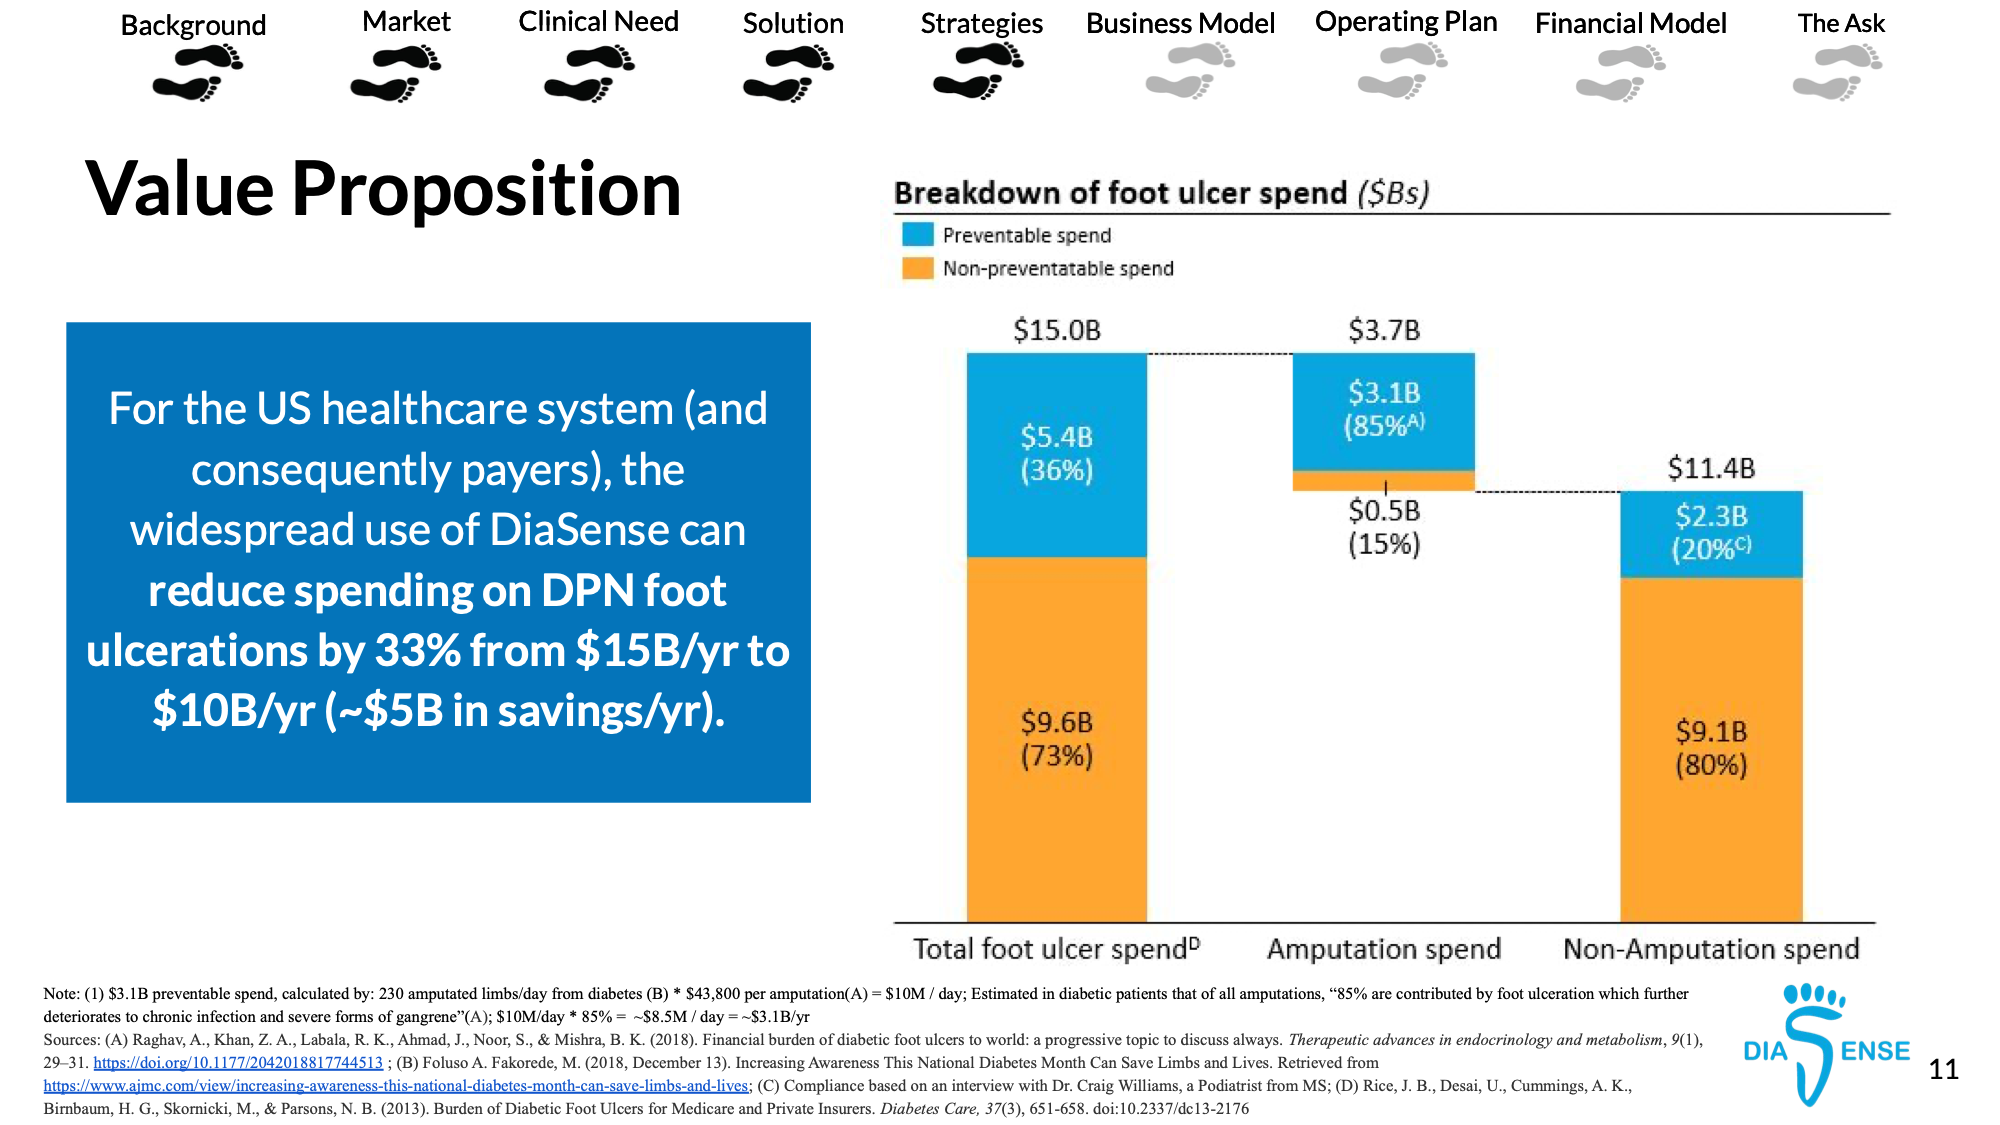 Background
Market
Clinical Need
Solution
Strategies
Business Model
Operating Plan
Financial Model
The Ask
Value Proposition
For the US healthcare system (and
consequently payers), the
widespread use of DiaSense can
reduce spending on DPN foot
ulcerations by 33% from $15B/yr to
$10B/yr (~$5B in savings/yr).
Breakdown of foot ulcer spend ($Bs)
Preventable spend
Non-preventatable spend
$15.0B
$5.4B
(36%)
$9.6B
(73%)
$3.7B
$3.1B
(85%A)
$0.5B
(15%)
$11.4B
$2.3B
(20%C)
$9.1B
(80%)
Total foot ulcer spendD
Amputation spend
Non-Amputation spend
Note: (1) $3.1B preventable spend, calculated by: 230 amputated limbs/day from diabetes (B) * $43,800 per amputation(A) = $10M / day; Estimated in diabetic patients that of all amputations, “85% are contributed by foot ulceration which further
deteriorates to chronic infection and severe forms of gangrene”(A); $10M/day * 85% = ~$8.5M / day = ~$3.1B/yr
Sources: (A) Raghav, A., Khan, Z. A., Labala, R. K., Ahmad, J., Noor, S., & Mishra, B. K. (2018). Financial burden of diabetic foot ulcers to world: a progressive topic to discuss always. Therapeutic advances in endocrinology and metabolism, 9(1),
29–31. https://doi.org/10.1177/2042018817744513 ; (B) Foluso A. Fakorede, M. (2018, December 13). Increasing Awareness This National Diabetes Month Can Save Limbs and Lives. Retrieved from
https://www.ajmc.com/view/increasing-awareness-this-national-diabetes-month-can-save-limbs-and-lives; (C) Compliance based on an interview with Dr. Craig Williams, a Podiatrist from MS; (D) Rice, J. B., Desai, U., Cummings, A. K.,
Birnbaum, H. G., Skornicki, M., & Parsons, N. B. (2013). Burden of Diabetic Foot Ulcers for Medicare and Private Insurers. Diabetes Care, 37(3), 651-658. doi:10.2337/dc13-2176
DIA SENSE
11